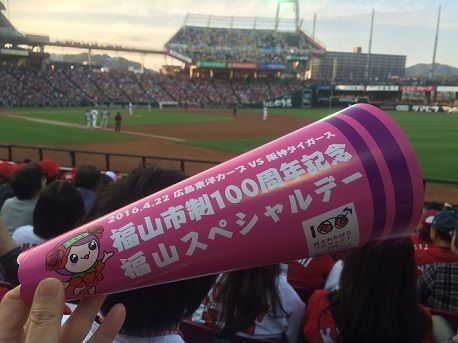 2016.4.22 広島東洋カープ VS 阪神タイガース
福山市制100周年記念
福山スペシャルデー